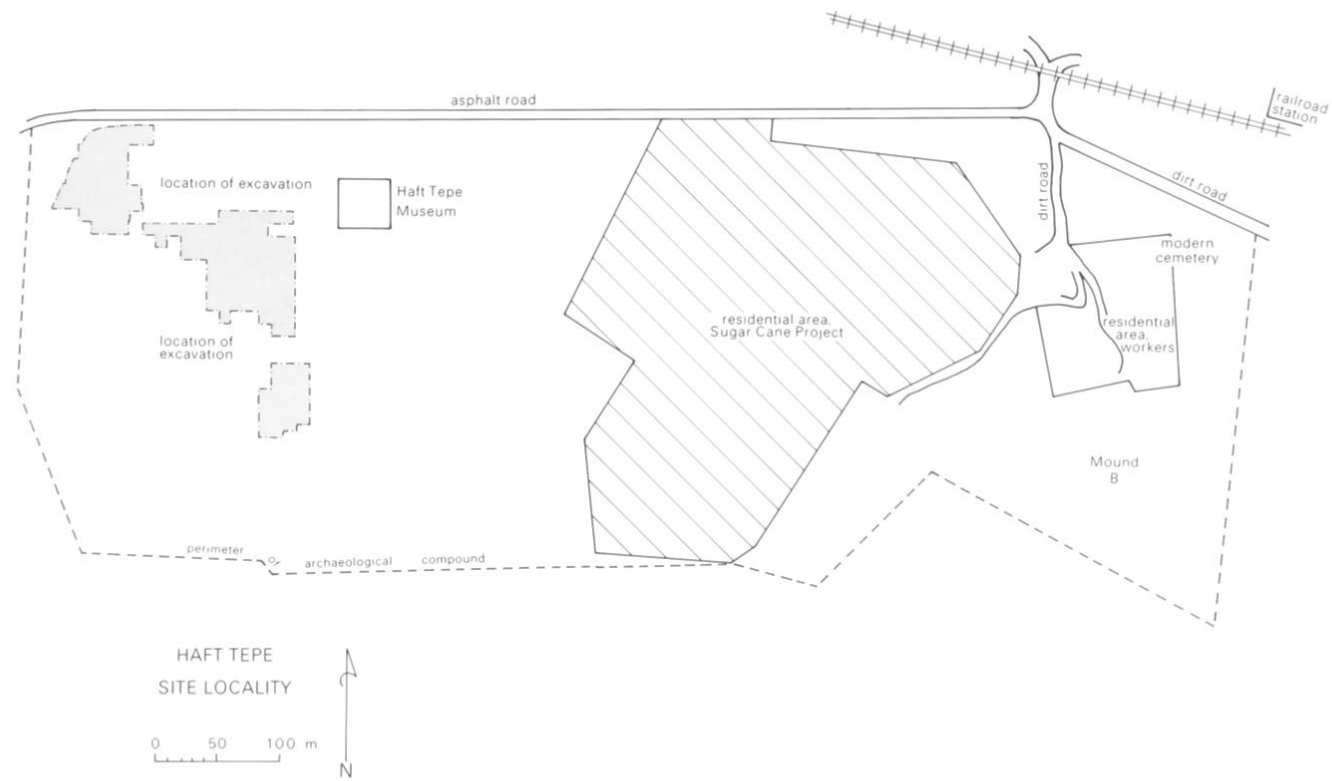 asphalt road
railroad
station
location of excavation
Haft Tepe
Museum
dirt road
dirt road
modern
cemetery
residential area,
Sugar Cane Project
residential
area,
workers
location of
excavation
Mound
B
perimeter of archaeological compound
HAFT TEPE
SITE LOCALITY
0 50 100 m
N